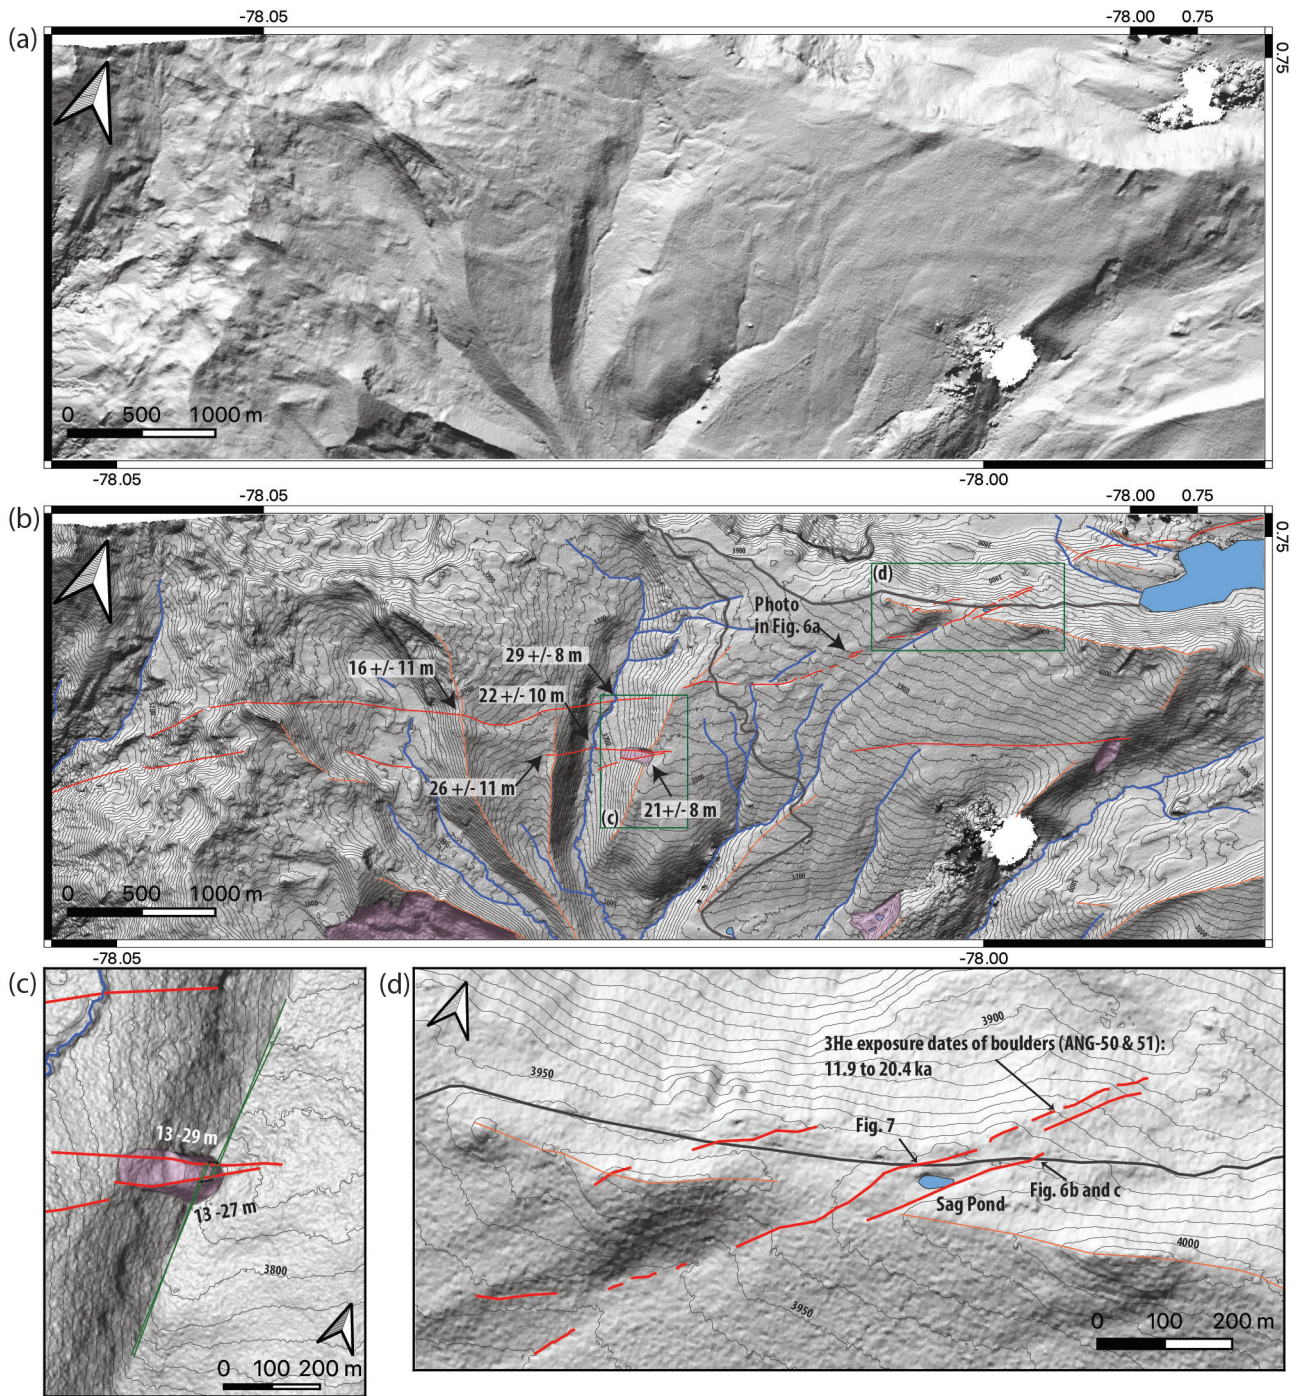 (a)
-78.05
-78.00
0.75
0.75
0
500
1000 m
-78.05
-78.00
(b)
-78.05
-78.00
0.75
0.75
3900
3900
(d)
Photo
in Fig. 6a
29 +/- 8 m
16 +/- 11 m
22 +/- 10 m
26 +/- 11 m
21+/- 8 m
(c)
0
500
1000 m
-78.05
-78.00
(c)
13 -29 m
13 -27 m
3800
0
100
200 m
(d)
3900
3He exposure dates of boulders (ANG-50 & 51):
11.9 to 20.4 ka
3950
Fig. 7
Fig. 6b and c
Sag Pond
4000
3950
0
100
200 m